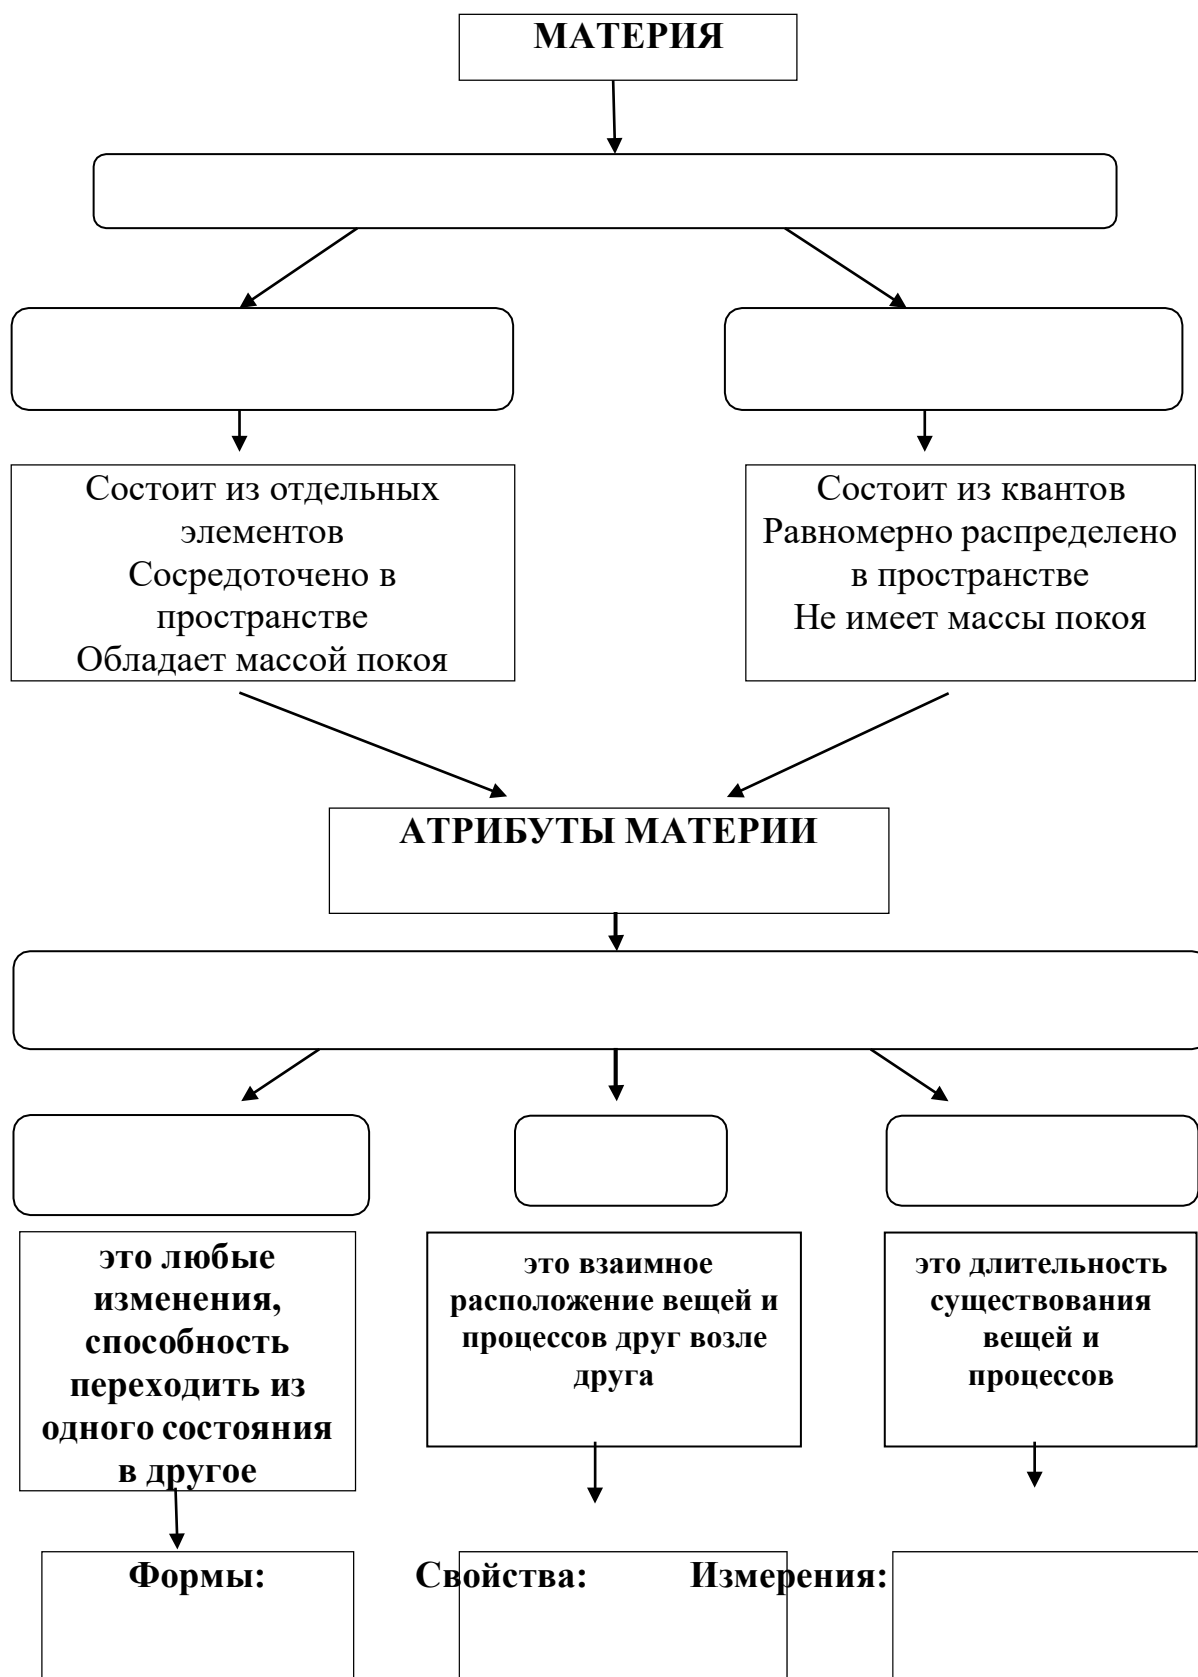 МАТЕРИЯ
Состоит из отдельных
элементов
Сосредоточено в
пространстве
Обладает массой покоя
Состоит из квантов
Равномерно распределено
в пространстве
Не имеет массы покоя
АТРИБУТЫ МАТЕРИИ
это любые
изменения,
способность
переходить из
одного состояния
в другое
это взаимное
расположение вещей и
процессов друг возле
друга
это длительность
существования
вещей и
процессов
Формы:
Свойства:
Измерения: